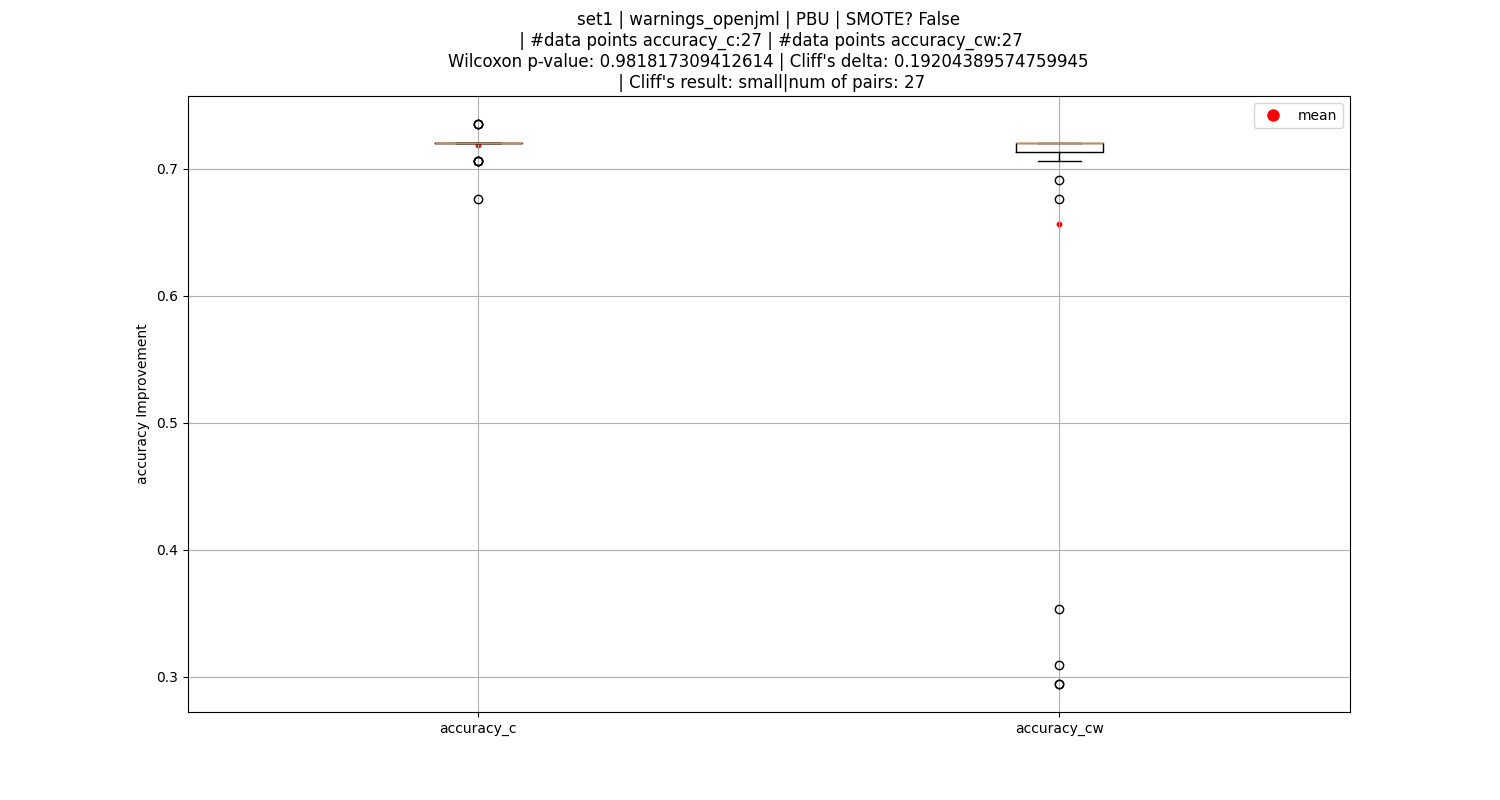 set1 | warnings_openjml | PBU | SMOTE? False
| #data points accuracy_c:27 | #data points accuracy_cw:27
Wilcoxon p-value: 0.981817309412614 | Cliff's delta: 0.19204389574759945
| Cliff's result: small|num of pairs: 27
mean
0.7
0.6
0.5
0.4
0.3
accuracy Improvement
accuracy_c
accuracy_cw